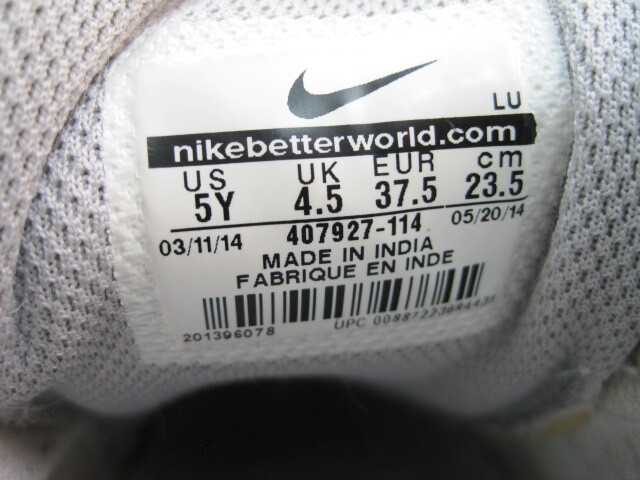 LU
nikebetterworld.com
US UK EUR cm
5Y 4.5 37.5 23.5
03/11/14 407927-114 05/20/14
MADE IN INDIA
FABRIQUE EN INDE
201396078 UPC